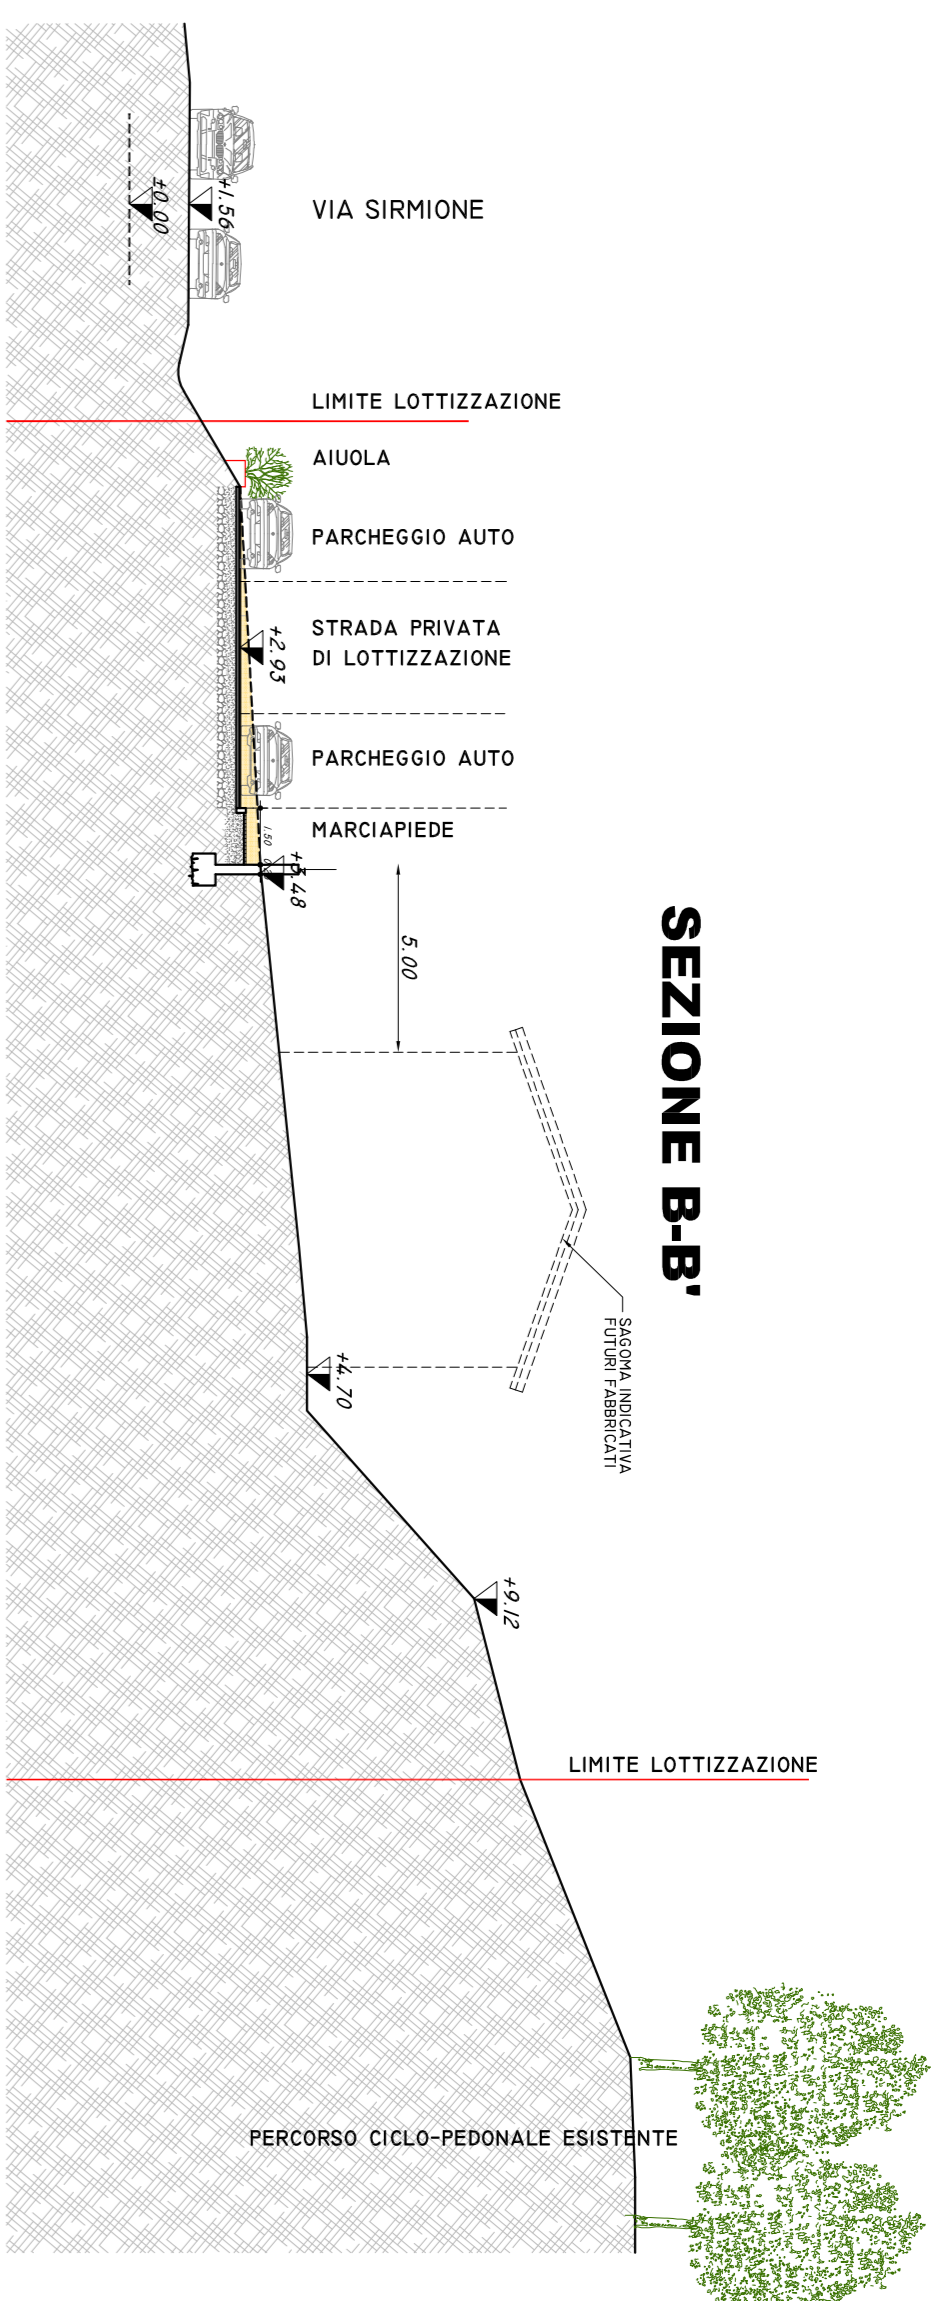 ±0.00
+1.56
VIA SIRMIONE
LIMITE LOTTIZZAZIONE
AIUOLA
PARCHEGGIO AUTO
STRADA PRIVATA
DI LOTTIZZAZIONE
+2.93
PARCHEGGIO AUTO
MARCIAPIEDE
1.50
+3.48
5.00
SEZIONE B-B'
SAGOMA INDICATIVA
FUTURI FABBRICATI
+4.70
+9.12
LIMITE LOTTIZZAZIONE
PERCORSO CICLO-PEDONALE ESISTENTE